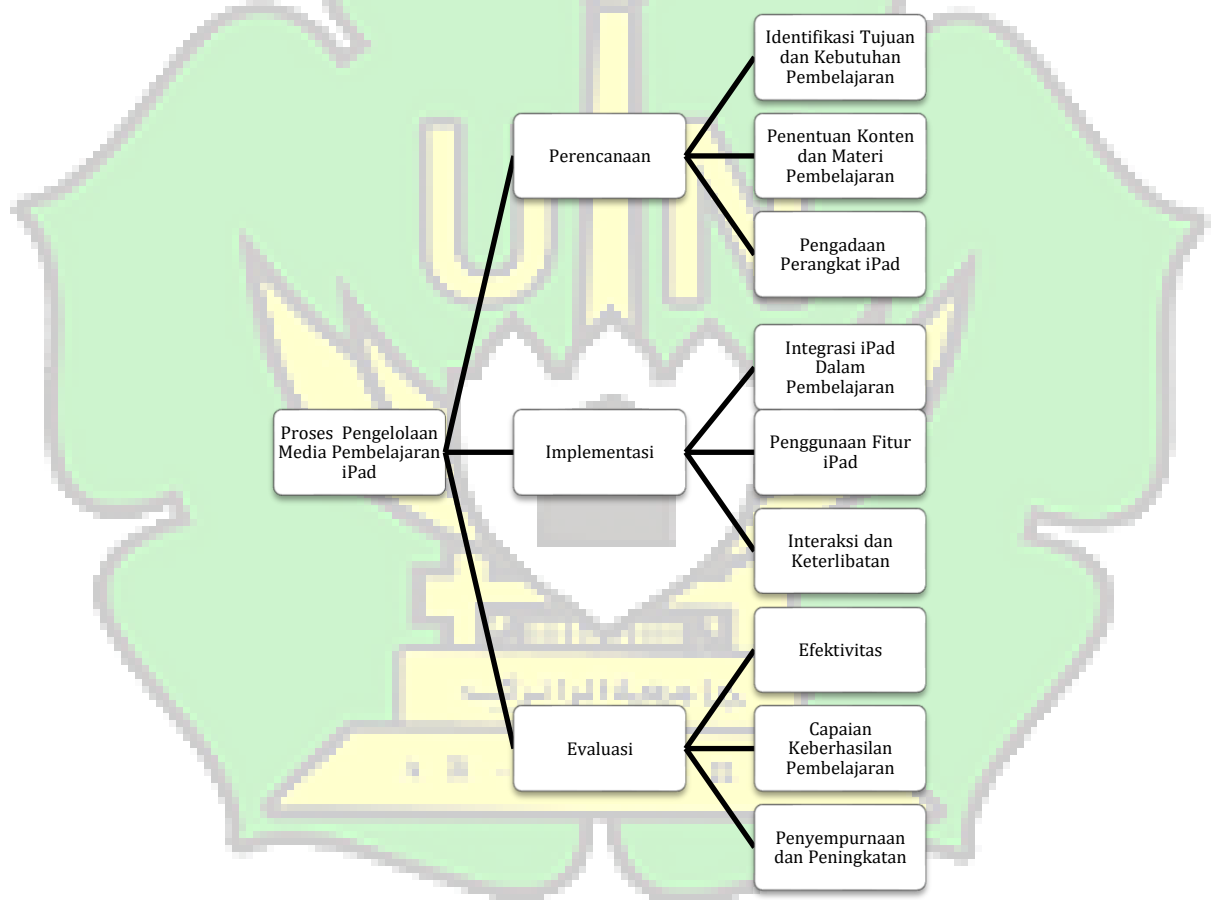 Identifikasi Tujuan
dan Kebutuhan
Pembelajaran
Perencanaan
Penentuan Konten
dan Materi
Pembelajaran
Pengadaan
Perangkat iPad
Integrasi iPad
Dalam
Pembelajaran
Proses Pengelolaan
Media Pembelajaran
iPad
Implementasi
Penggunaan Fitur
iPad
Interaksi dan
Keterlibatan
Efektivitas
Evaluasi
Capaian
Keberhasilan
Pembelajaran
Penyempurnaan
dan Peningkatan
UIN